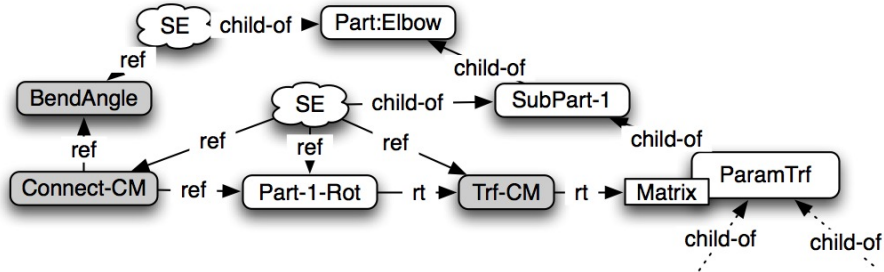 SE child-of Part:Elbow
ref child-of
BendAngle SE child-of SubPart-1
ref ref ref ref child-of
Connect-CM ref Part-1-Rot rt Trf-CM rt Matrix ParamTrf
child-of child-of